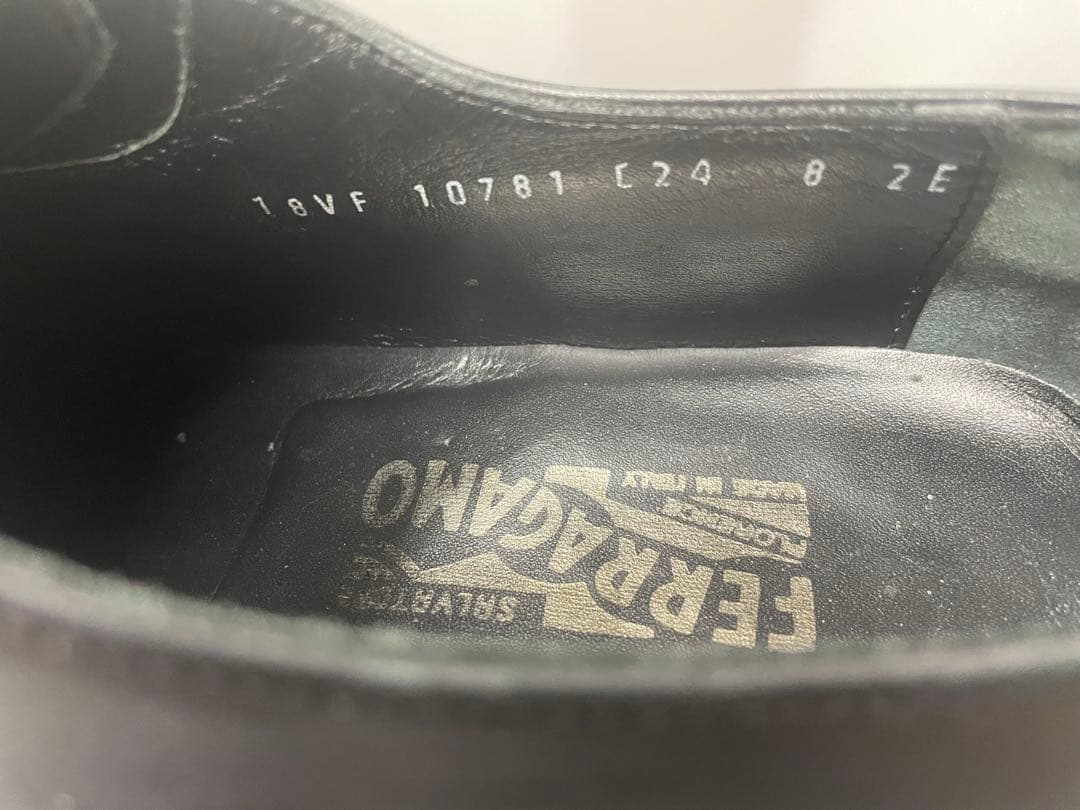 18VF 10781 C24 8 2E
SALVATORE
FERRAGAMO
FLORENCE
MADE IN ITALY